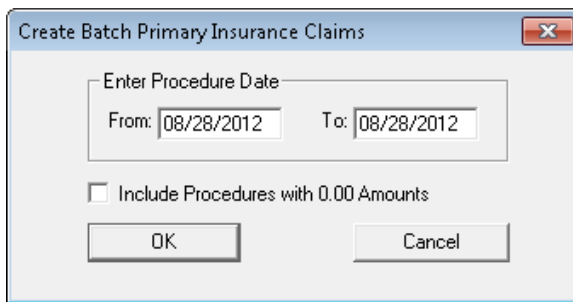 Create Batch Primary Insurance Claims
Enter Procedure Date
From: 08/28/2012 To: 08/28/2012
Include Procedures with 0.00 Amounts
OK Cancel